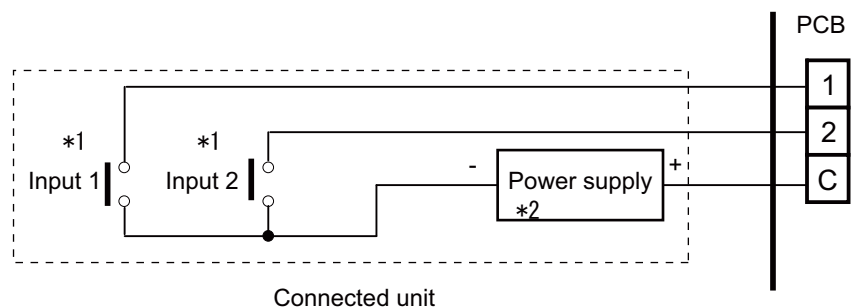 PCB
1
2
C
*1
Input 1
*1
Input 2
-
Power supply
*2
+
Connected unit